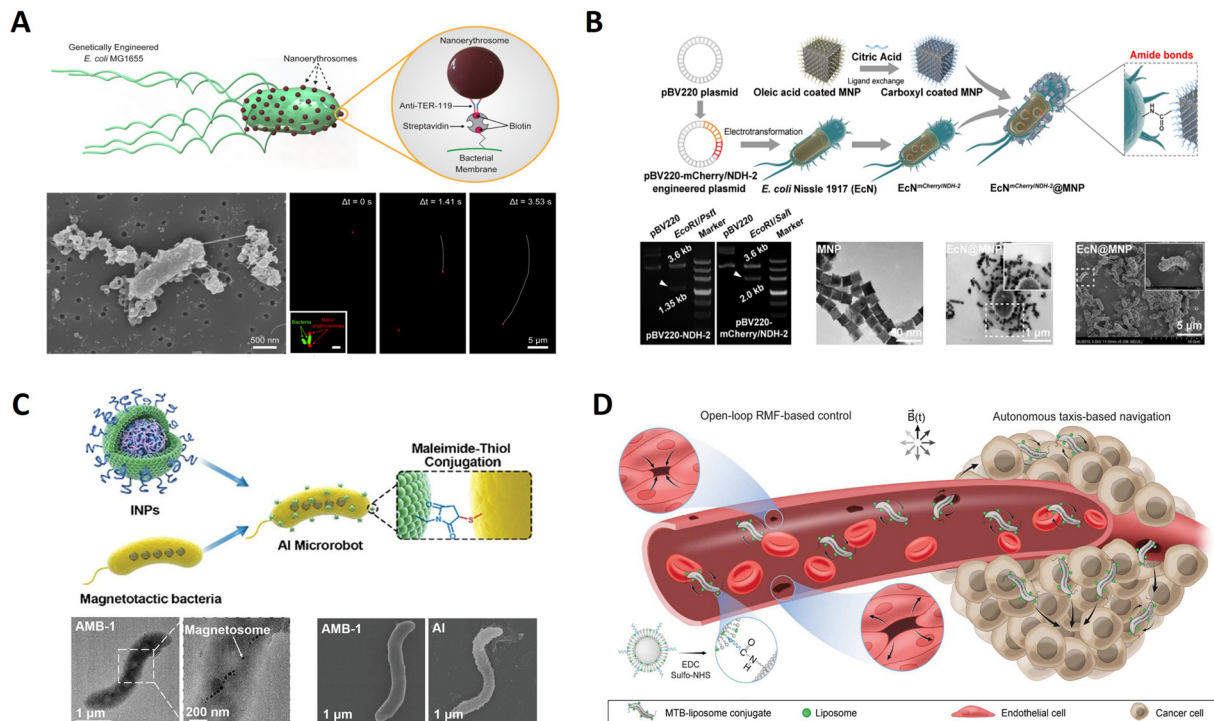 A
Genetically Engineered
E. coli MG1655
Nanoerythrosomes
Nanoerythrosome
Anti-TER-119
Streptavidin
Biotin
Bacterial
Membrane
500 nm
Δt = 0 s
Δt = 1.41 s
Δt = 3.53 s
Bacteria
Nano-
erythrosomes
5 µm
B
pBV220 plasmid
Oleic acid coated MNP
Citric Acid
Ligand exchange
Carboxyl coated MNP
Amide bonds
H
N
C
O
Electrotransformation
pBV220-mCherry/NDH-2
engineered plasmid
E. coli Nissle 1917 (EcN)
EcN^mCherry/NDH-2
EcN^mCherry/NDH-2@MNP
pBV220
EcoRI/PstI
Marker
pBV220
EcoRI/SalI
Marker
3.6 kb
1.35 kb
pBV220-NDH-2
3.6 kb
2.0 kb
pBV220-
mCherry/NDH-2
MNP
EcN@MNP
1 µm
EcN@MNP
5 µm
C
INPs
Magnetotactic bacteria
AI Microrobot
Maleimide-Thiol
Conjugation
N
O
S
AMB-1
1 µm
Magnetosome
200 nm
AMB-1
1 µm
AI
1 µm
D
Open-loop RMF-based control
B(t)
Autonomous taxis-based navigation
EDC
Sulfo-NHS
O
C
N
H
MTB-liposome conjugate
Liposome
Endothelial cell
Cancer cell